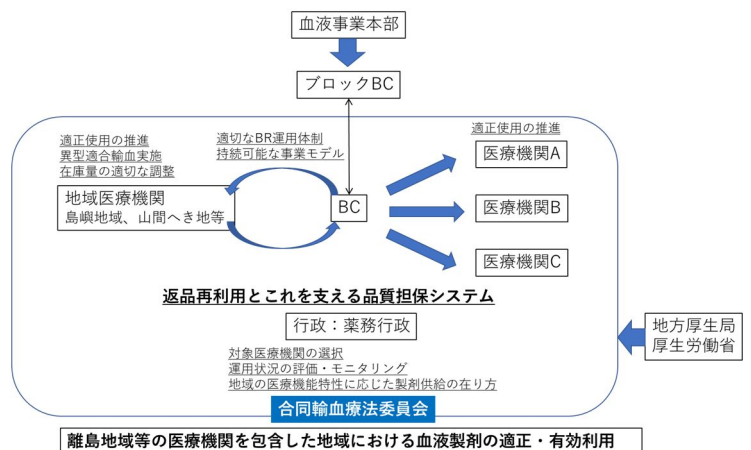 血液事業本部
ブロックBC
適正使用の推進
異型適合輸血実施
在庫量の適切な調整
適切なBR運用体制
持続可能な事業モデル
適正使用の推進
医療機関A
地域医療機関
島嶼地域、山間へき地等
BC
医療機関B
医療機関C
返品再利用とこれを支える品質担保システム
行政：薬務行政
地方厚生局
厚生労働省
対象医療機関の選択
運用状況の評価・モニタリング
地域の医療機能特性に応じた製剤供給の在り方
合同輸血療法委員会
離島地域等の医療機関を包含した地域における血液製剤の適正・有効利用